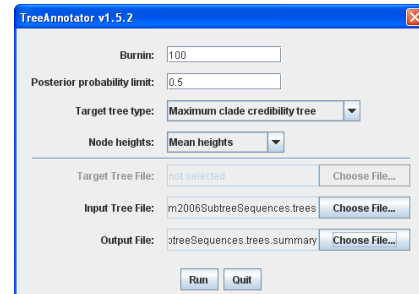 TreeAnnotator v1.5.2
Burnin: 100
Posterior probability limit: 0.5
Target tree type: Maximum clade credibility tree
Node heights: Mean heights
Target Tree File: not selected Choose File...
Input Tree File: m2006SubtreeSequences.trees Choose File...
Output File: otreeSequences.trees.summary Choose File...
Run Quit